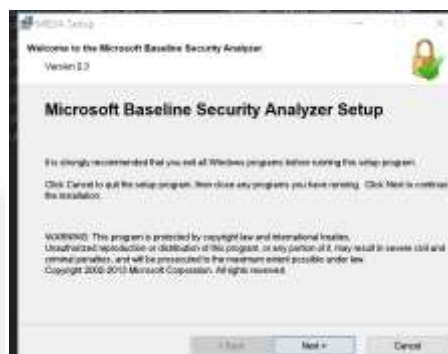 MBSA Setup
Welcome to the Microsoft Baseline Security Analyzer
Version 2.3
Microsoft Baseline Security Analyzer Setup
It is strongly recommended that you exit all Windows programs before running this setup program.
Click Cancel to quit the setup program, then close any programs you have running. Click Next to continue
the installation.
WARNING: This program is protected by copyright law and international treaties.
Unauthorized reproduction or distribution of this program, or any portion of it, may result in severe civil and
criminal penalties, and will be prosecuted to the maximum extent possible under law.
Copyright 2002-2013 Microsoft Corporation. All rights reserved.
< Back Next > Cancel